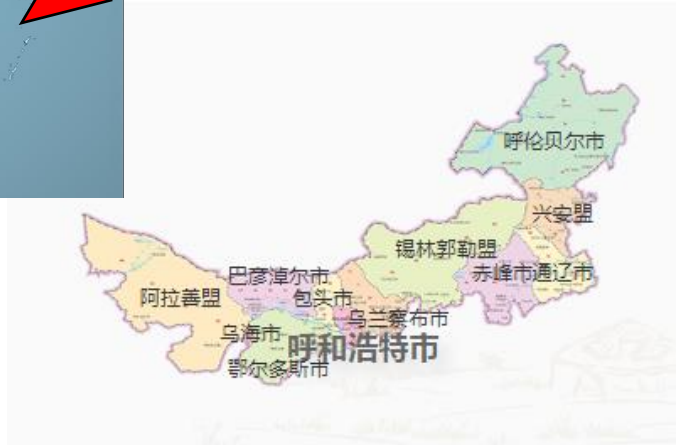 呼伦贝尔市
兴安盟
锡林郭勒盟
赤峰市
通辽市
巴彦淖尔市
阿拉善盟
包头市
乌兰察布市
乌海市
呼和浩特市
鄂尔多斯市